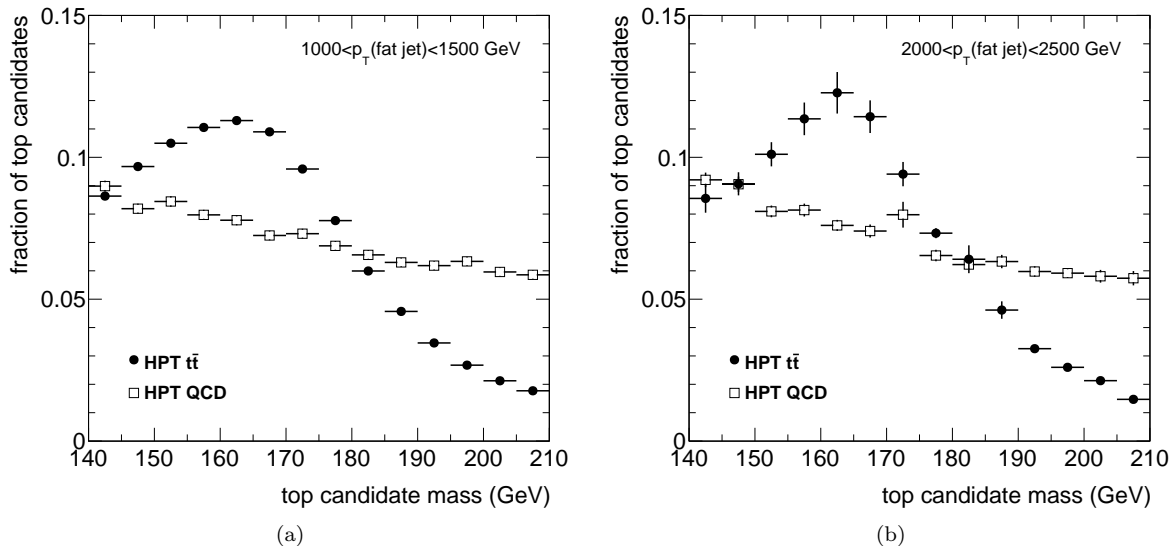 fraction of top candidates
0.15
0.1
0.05
0
1000<p_T(fat jet)<1500 GeV
HPT tt̄
HPT QCD
140 150 160 170 180 190 200 210
top candidate mass (GeV)
(a)
fraction of top candidates
0.15
0.1
0.05
0
2000<p_T(fat jet)<2500 GeV
HPT tt̄
HPT QCD
140 150 160 170 180 190 200 210
top candidate mass (GeV)
(b)